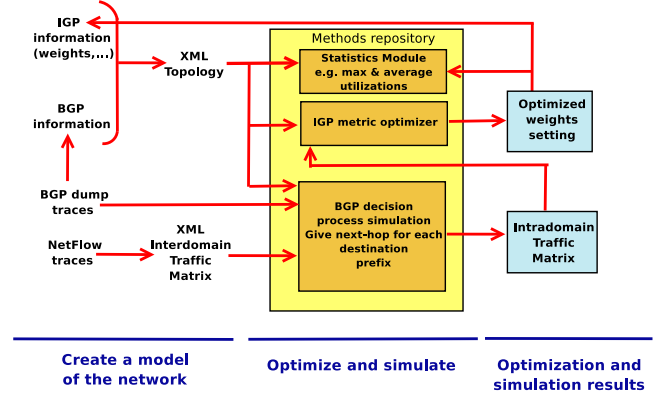 IGP
information
(weights,...)
XML
Topology
BGP
information
BGP dump
traces
NetFlow
traces
XML
Interdomain
Traffic
Matrix
Methods repository
Statistics Module
e.g. max & average
utilizations
IGP metric optimizer
BGP decision
process simulation
Give next-hop for each
destination
prefix
Optimized
weights
setting
Intradomain
Traffic
Matrix
Create a model
of the network
Optimize and simulate
Optimization and
simulation results